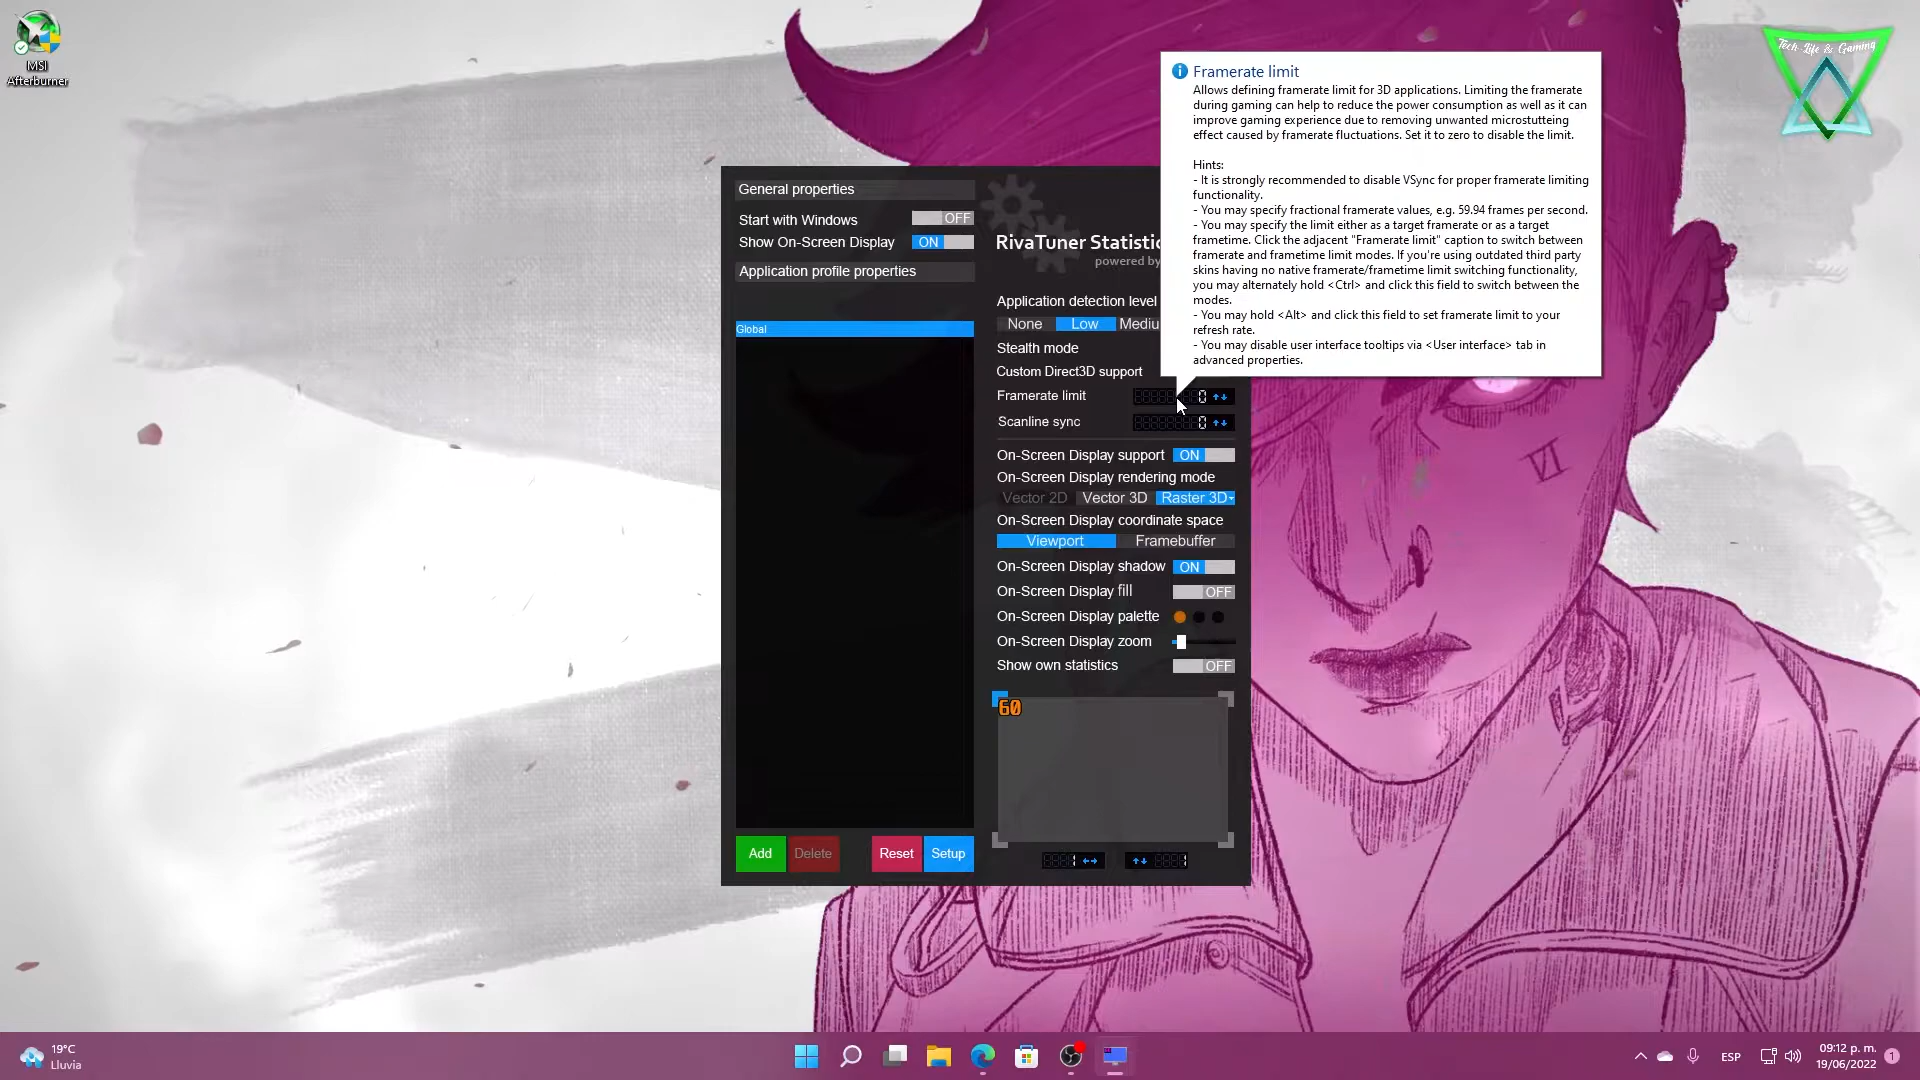 MSI
Afterburner
Tech Life & Gaming
General properties
Start with Windows
OFF
Show On-Screen Display
ON
Application profile properties
Global
Add
Delete
Reset
Setup
RivaTuner Statistic
powered by
Application detection level
None
Low
Mediu
Stealth mode
Custom Direct3D support
Framerate limit
0
Scanline sync
0
On-Screen Display support
ON
On-Screen Display rendering mode
Vector 2D
Vector 3D
Raster 3D
On-Screen Display coordinate space
Viewport
Framebuffer
On-Screen Display shadow
ON
On-Screen Display fill
OFF
On-Screen Display palette
On-Screen Display zoom
Show own statistics
OFF
60
1
1
Framerate limit
Allows defining framerate limit for 3D applications. Limiting the framerate
during gaming can help to reduce the power consumption as well as it can
improve gaming experience due to removing unwanted microstutteing
effect caused by framerate fluctuations. Set it to zero to disable the limit.
Hints:
- It is strongly recommended to disable VSync for proper framerate limiting
functionality.
- You may specify fractional framerate values, e.g. 59.94 frames per second.
- You may specify the limit either as a target framerate or as a target
frametime. Click the adjacent "Framerate limit" caption to switch between
framerate and frametime limit modes. If you're using outdated third party
skins having no native framerate/frametime limit switching functionality,
you may alternately hold <Ctrl> and click this field to switch between the
modes.
- You may hold <Alt> and click this field to set framerate limit to your
refresh rate.
- You may disable user interface tooltips via <User interface> tab in
advanced properties.
VI
19°C
Lluvia
ESP
09:12 p. m.
19/06/2022
1